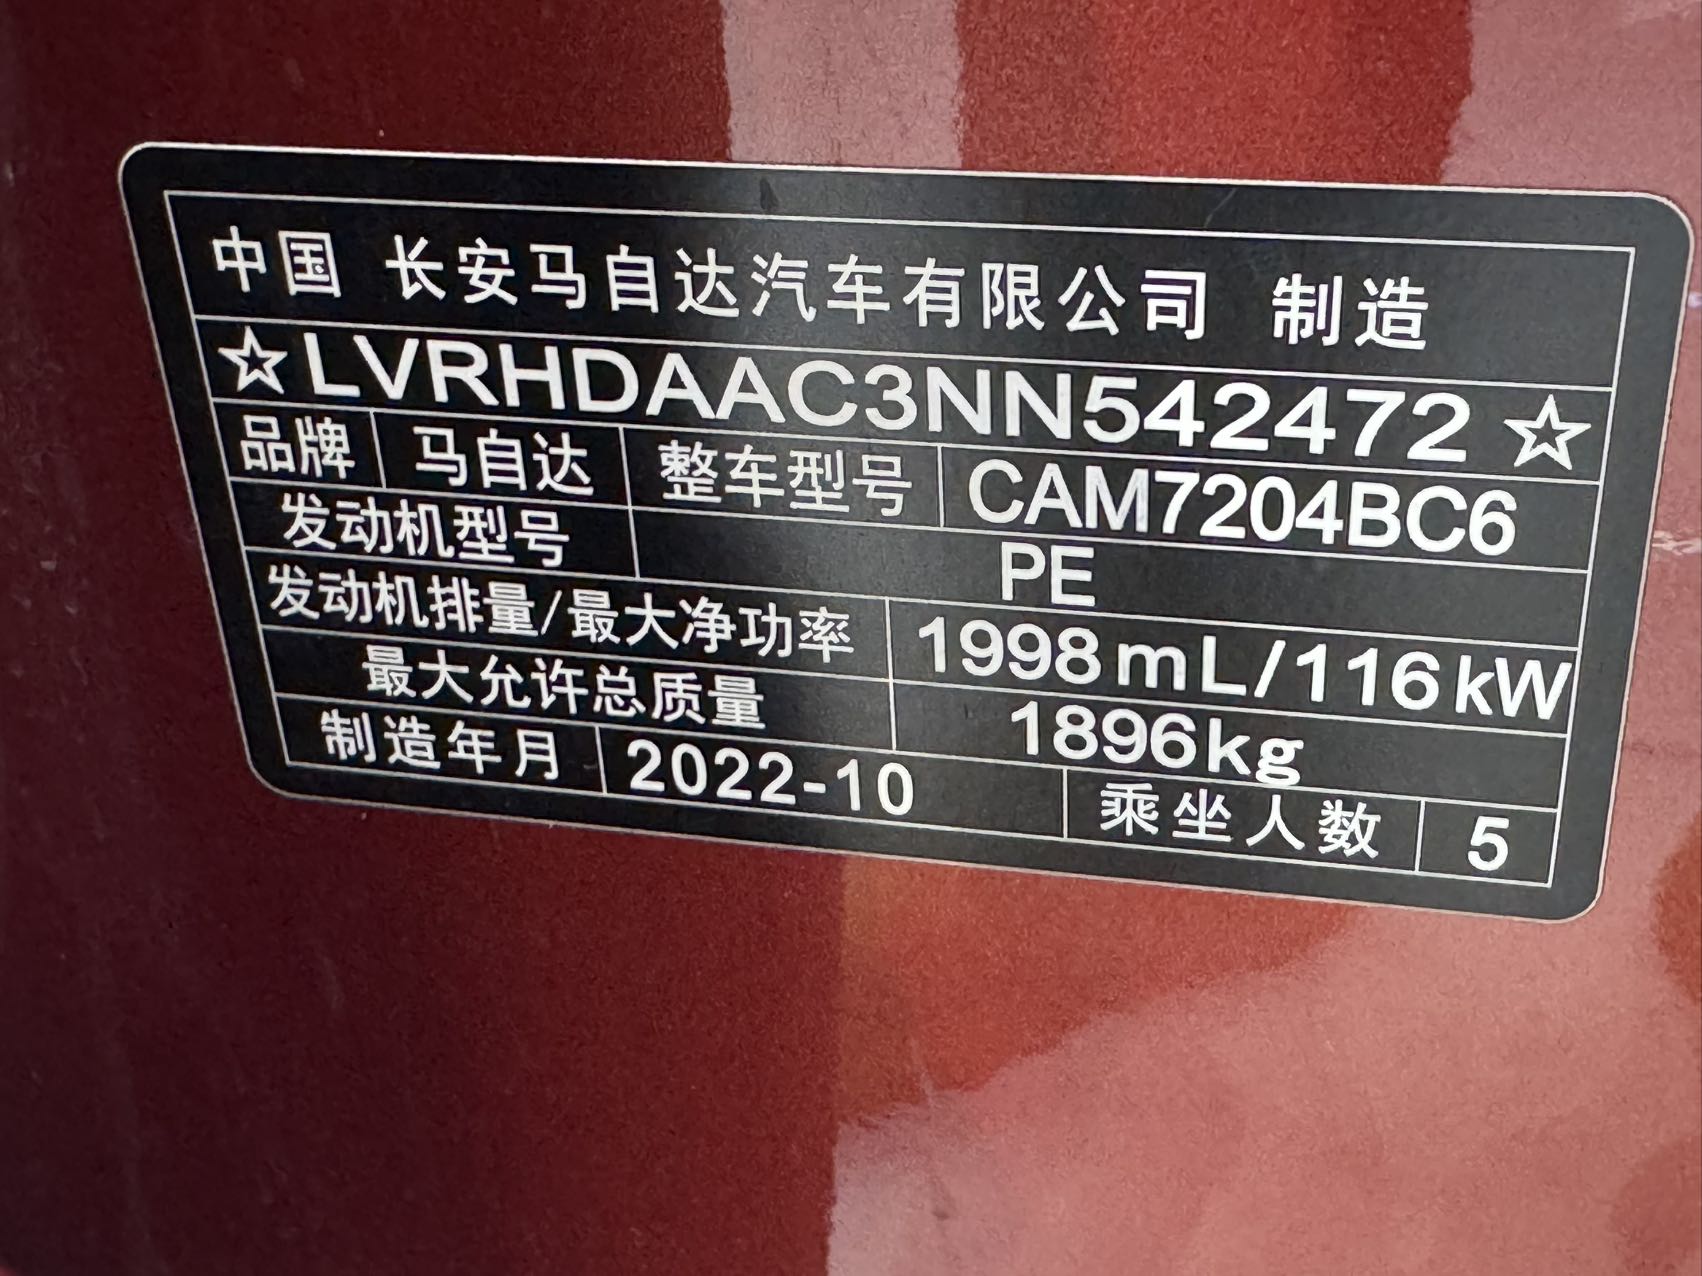 中国 长安马自达汽车有限公司 制造
☆LVRHDAAC3NN542472☆
品牌 马自达 整车型号 CAM7204BC6
发动机型号 PE
发动机排量/最大净功率 1998mL/116kW
最大允许总质量 1896kg
制造年月 2022-10 乘坐人数 5